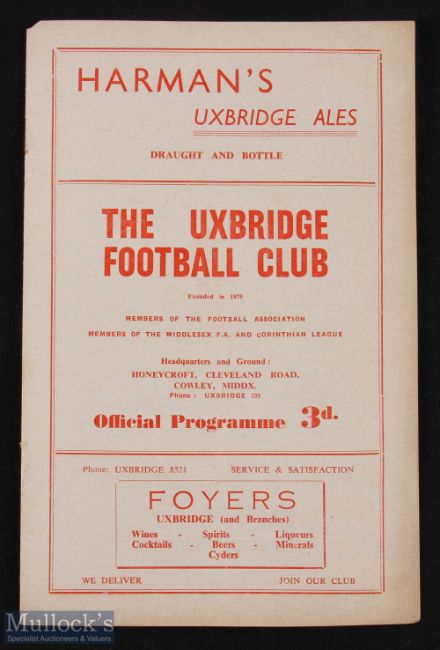 HARMAN'S
UXBRIDGE ALES
DRAUGHT AND BOTTLE
THE UXBRIDGE
FOOTBALL CLUB
Founded in 1870
MEMBERS OF THE FOOTBALL ASSOCIATION
MEMBERS OF THE MIDDLESEX F.A. AND CORINTHIAN LEAGUE
Headquarters and Ground :
HONEYCROFT, CLEVELAND ROAD,
COWLEY, MIDDX.
Phone : UXBRIDGE
Official Programme 3d.
Phone: UXBRIDGE 8521 SERVICE & SATISFACTION
FOYERS
UXBRIDGE (and Branches)
Wines - Spirits - Liqueurs
Cocktails - Beers - Minerals
Cyders
WE DELIVER JOIN OUR CLUB
Mullock's
Specialist Auctioneers & Valuers